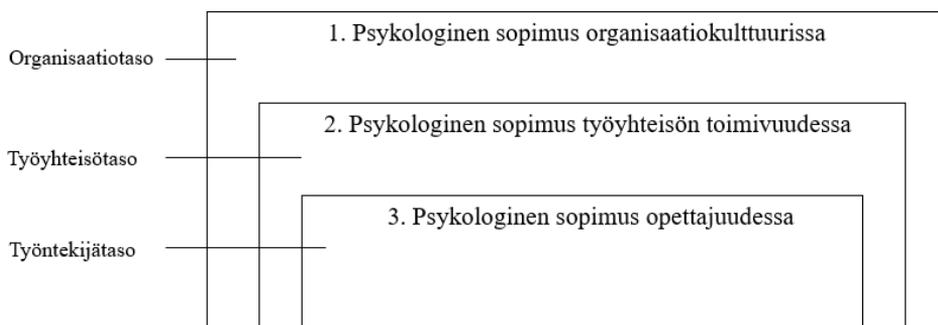 1. Psykologinen sopimus organisaatiokulttuurissa
Organisaatiotaso
2. Psykologinen sopimus työyhteisön toimivuudessa
Työyhteisötaso
3. Psykologinen sopimus opettajuudessa
Työntekijätaso